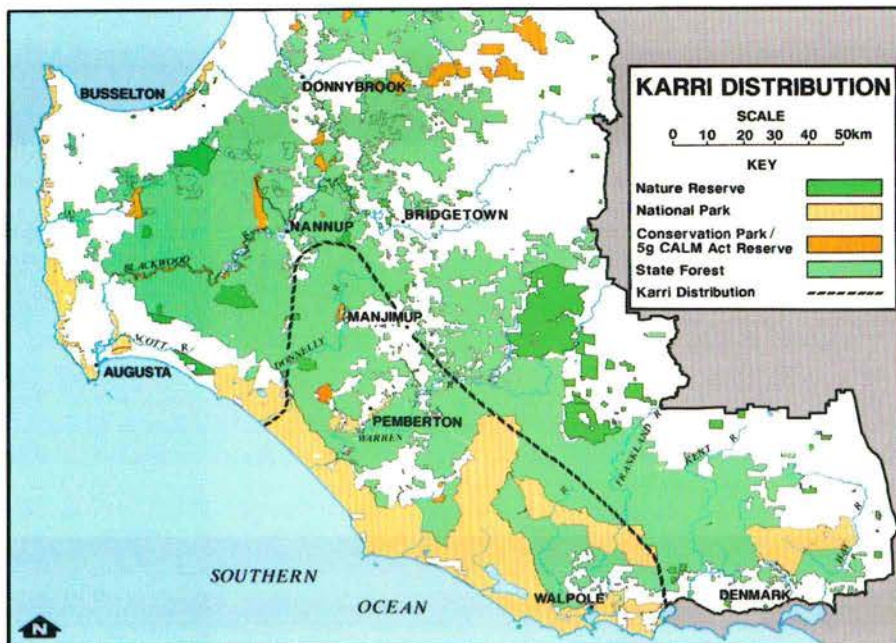 BUSSELTON
DONNYBROOK
NANNUP
BRIDGETOWN
BLACKWOOD R.
MANJIMUP
SCOTT R.
DONNELLY R.
AUGUSTA
PEMBERTON
WARREN
FRANKLAND R.
KENT R.
R.
HAY R.
SOUTHERN
OCEAN
WALPOLE
DENMARK
N
KARRI DISTRIBUTION
SCALE
0 10 20 30 40 50km
KEY
Nature Reserve
National Park
Conservation Park /
5g CALM Act Reserve
State Forest
Karri Distribution